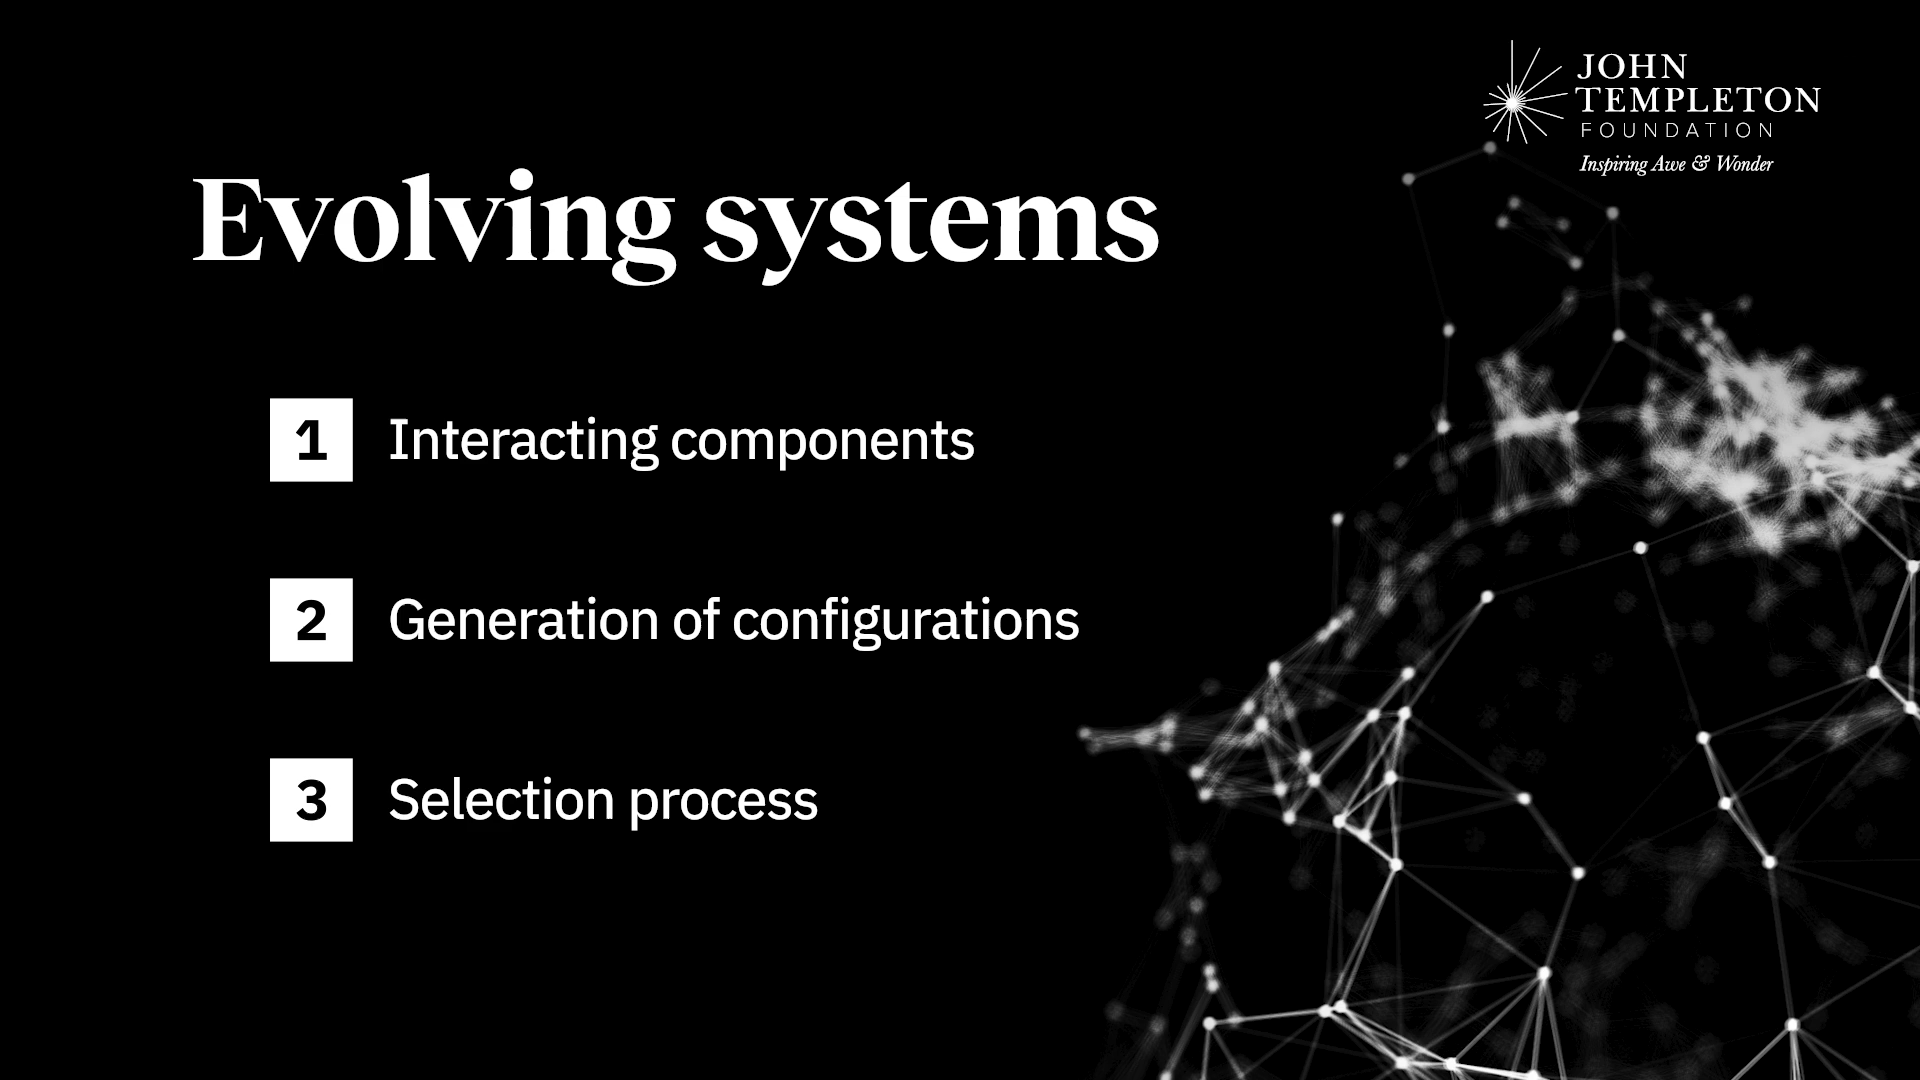 JOHN
TEMPLETON
FOUNDATION
Inspiring Awe & Wonder
Evolving systems
1 Interacting components
2 Generation of configurations
3 Selection process